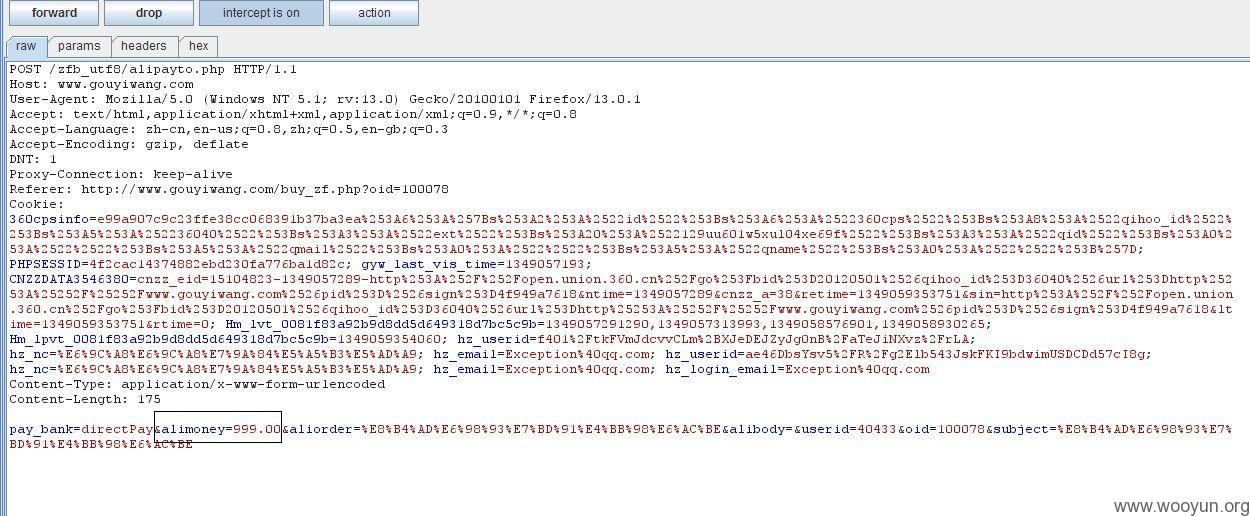 forward drop intercept is on action
raw params headers hex
POST /zfb_utf8/alipayto.php HTTP/1.1
Host: www.gouyiwang.com
User-Agent: Mozilla/5.0 (Windows NT 5.1; rv:13.0) Gecko/20100101 Firefox/13.0.1
Accept: text/html,application/xhtml+xml,application/xml;q=0.9,*/*;q=0.8
Accept-Language: zh-cn,en-us;q=0.8,zh;q=0.5,en-gb;q=0.3
Accept-Encoding: gzip, deflate
DNT: 1
Proxy-Connection: keep-alive
Referer: http://www.gouyiwang.com/buy_zf.php?oid=100078
Cookie:
360cpsinfo=e99a907c9c23ffe38cc068391b37ba3ea%253A6%253A%257Bs%253A2%253A%2522id%2522%253Bs%253A6%253A%2522360cps%2522%253Bs%253A8%253A%2522qihoo_id%2522%
253Bs%253A5%253A%252236040%2522%253Bs%253A3%253A%2522ext%2522%253Bs%253A20%253A%2522129uu601w5xul04xe69f%2522%253Bs%253A3%253A%2522qid%2522%253Bs%253A0%2
53A%2522%2522%253Bs%253A5%253A%2522qmail%2522%253Bs%253A0%253A%2522%2522%253Bs%253A5%253A%2522qname%2522%253Bs%253A0%253A%2522%2522%253B%257D;
PHPSESSID=4f2cac14374882ebd230fa776ba1d82c; gyw_last_vis_time=1349057193;
CNZZDATA3546380=cnzz_eid=15104823-1349057289-http%253A%252F%252Fopen.union.360.cn%252Fgo%253Fbid%253D20120501%2526qihoo_id%253D36040%2526url%253Dhttp%2525
253A%25252F%25252Fwww.gouyiwang.com%2526pid%253D%2526sign%253D4f949a7618&ntime=1349057289&cnzz_a=38&retime=1349059353751&sin=http%253A%252F%252Fopen.union
.360.cn%252Fgo%253Fbid%253D20120501%2526qihoo_id%253D36040%2526url%253Dhttp%25253A%25252F%25252Fwww.gouyiwang.com%2526pid%253D%2526sign%253D4f949a7618&lt
ime=1349059353751&rtime=0; Hm_lvt_0081f83a92b9d8dd5d649318d7bc5c9b=1349057291290,1349057313993,1349058576901,1349058930265;
Hm_lpvt_0081f83a92b9d8dd5d649318d7bc5c9b=1349059354060; hz_userid=f401%2FtkFVmJdcvvCLm%2BXJeDEJZyJgOnB%2FaTeJiNXvz%2FrLA;
hz_nc=%E6%9C%A8%E6%9C%A8%E7%9A%84%E5%A5%B3%E5%AD%A9; hz_email=Exception%40qq.com; hz_userid=ae46DbsYsv5%2FR%2Fg2Elb543JskFKI9bdwimUSDCDd57cI8g;
hz_nc=%E6%9C%A8%E6%9C%A8%E7%9A%84%E5%A5%B3%E5%AD%A9; hz_email=Exception%40qq.com; hz_login_email=Exception%40qq.com
Content-Type: application/x-www-form-urlencoded
Content-Length: 175
pay_bank=directPay&alimoney=999.00&aliorder=%E8%B4%AD%E6%98%93%E7%BD%91%E4%BB%98%E6%AC%BE&alibody=&userid=40433&oid=100078&subject=%E8%B4%AD%E6%98%93%E7%
BD%91%E4%BB%98%E6%AC%BE
www.wooyun.org